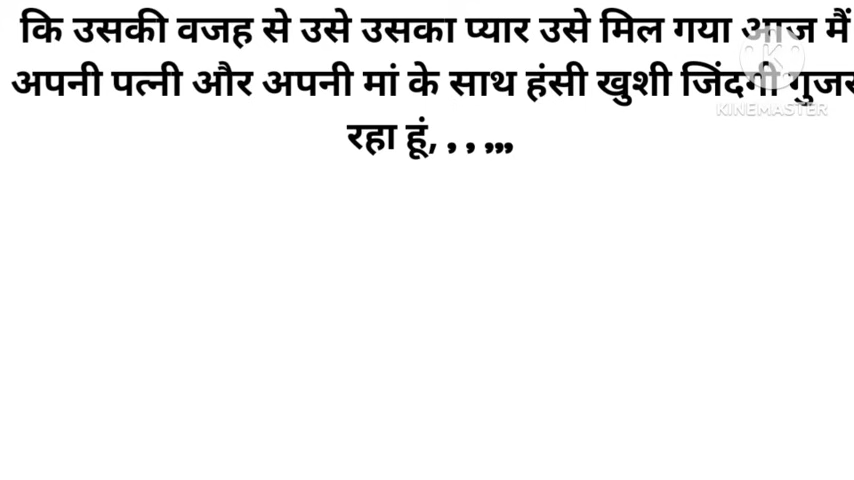 कि उसकी वजह से उसे उसका प्यार उसे मिल गया आज मैं
अपनी पत्नी और अपनी मां के साथ हंसी खुशी जिंदगी गुजर
रहा हूं, , , ,,,
KINEMASTER